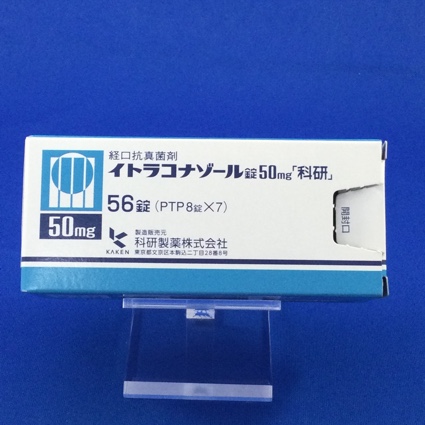 経口抗真菌剤
イトラコナゾール錠50mg「科研」
56錠 (PTP8錠×7)
50mg
KAKEN
製造販売元
科研製薬株式会社
東京都文京区本駒込二丁目28番8号
開封口